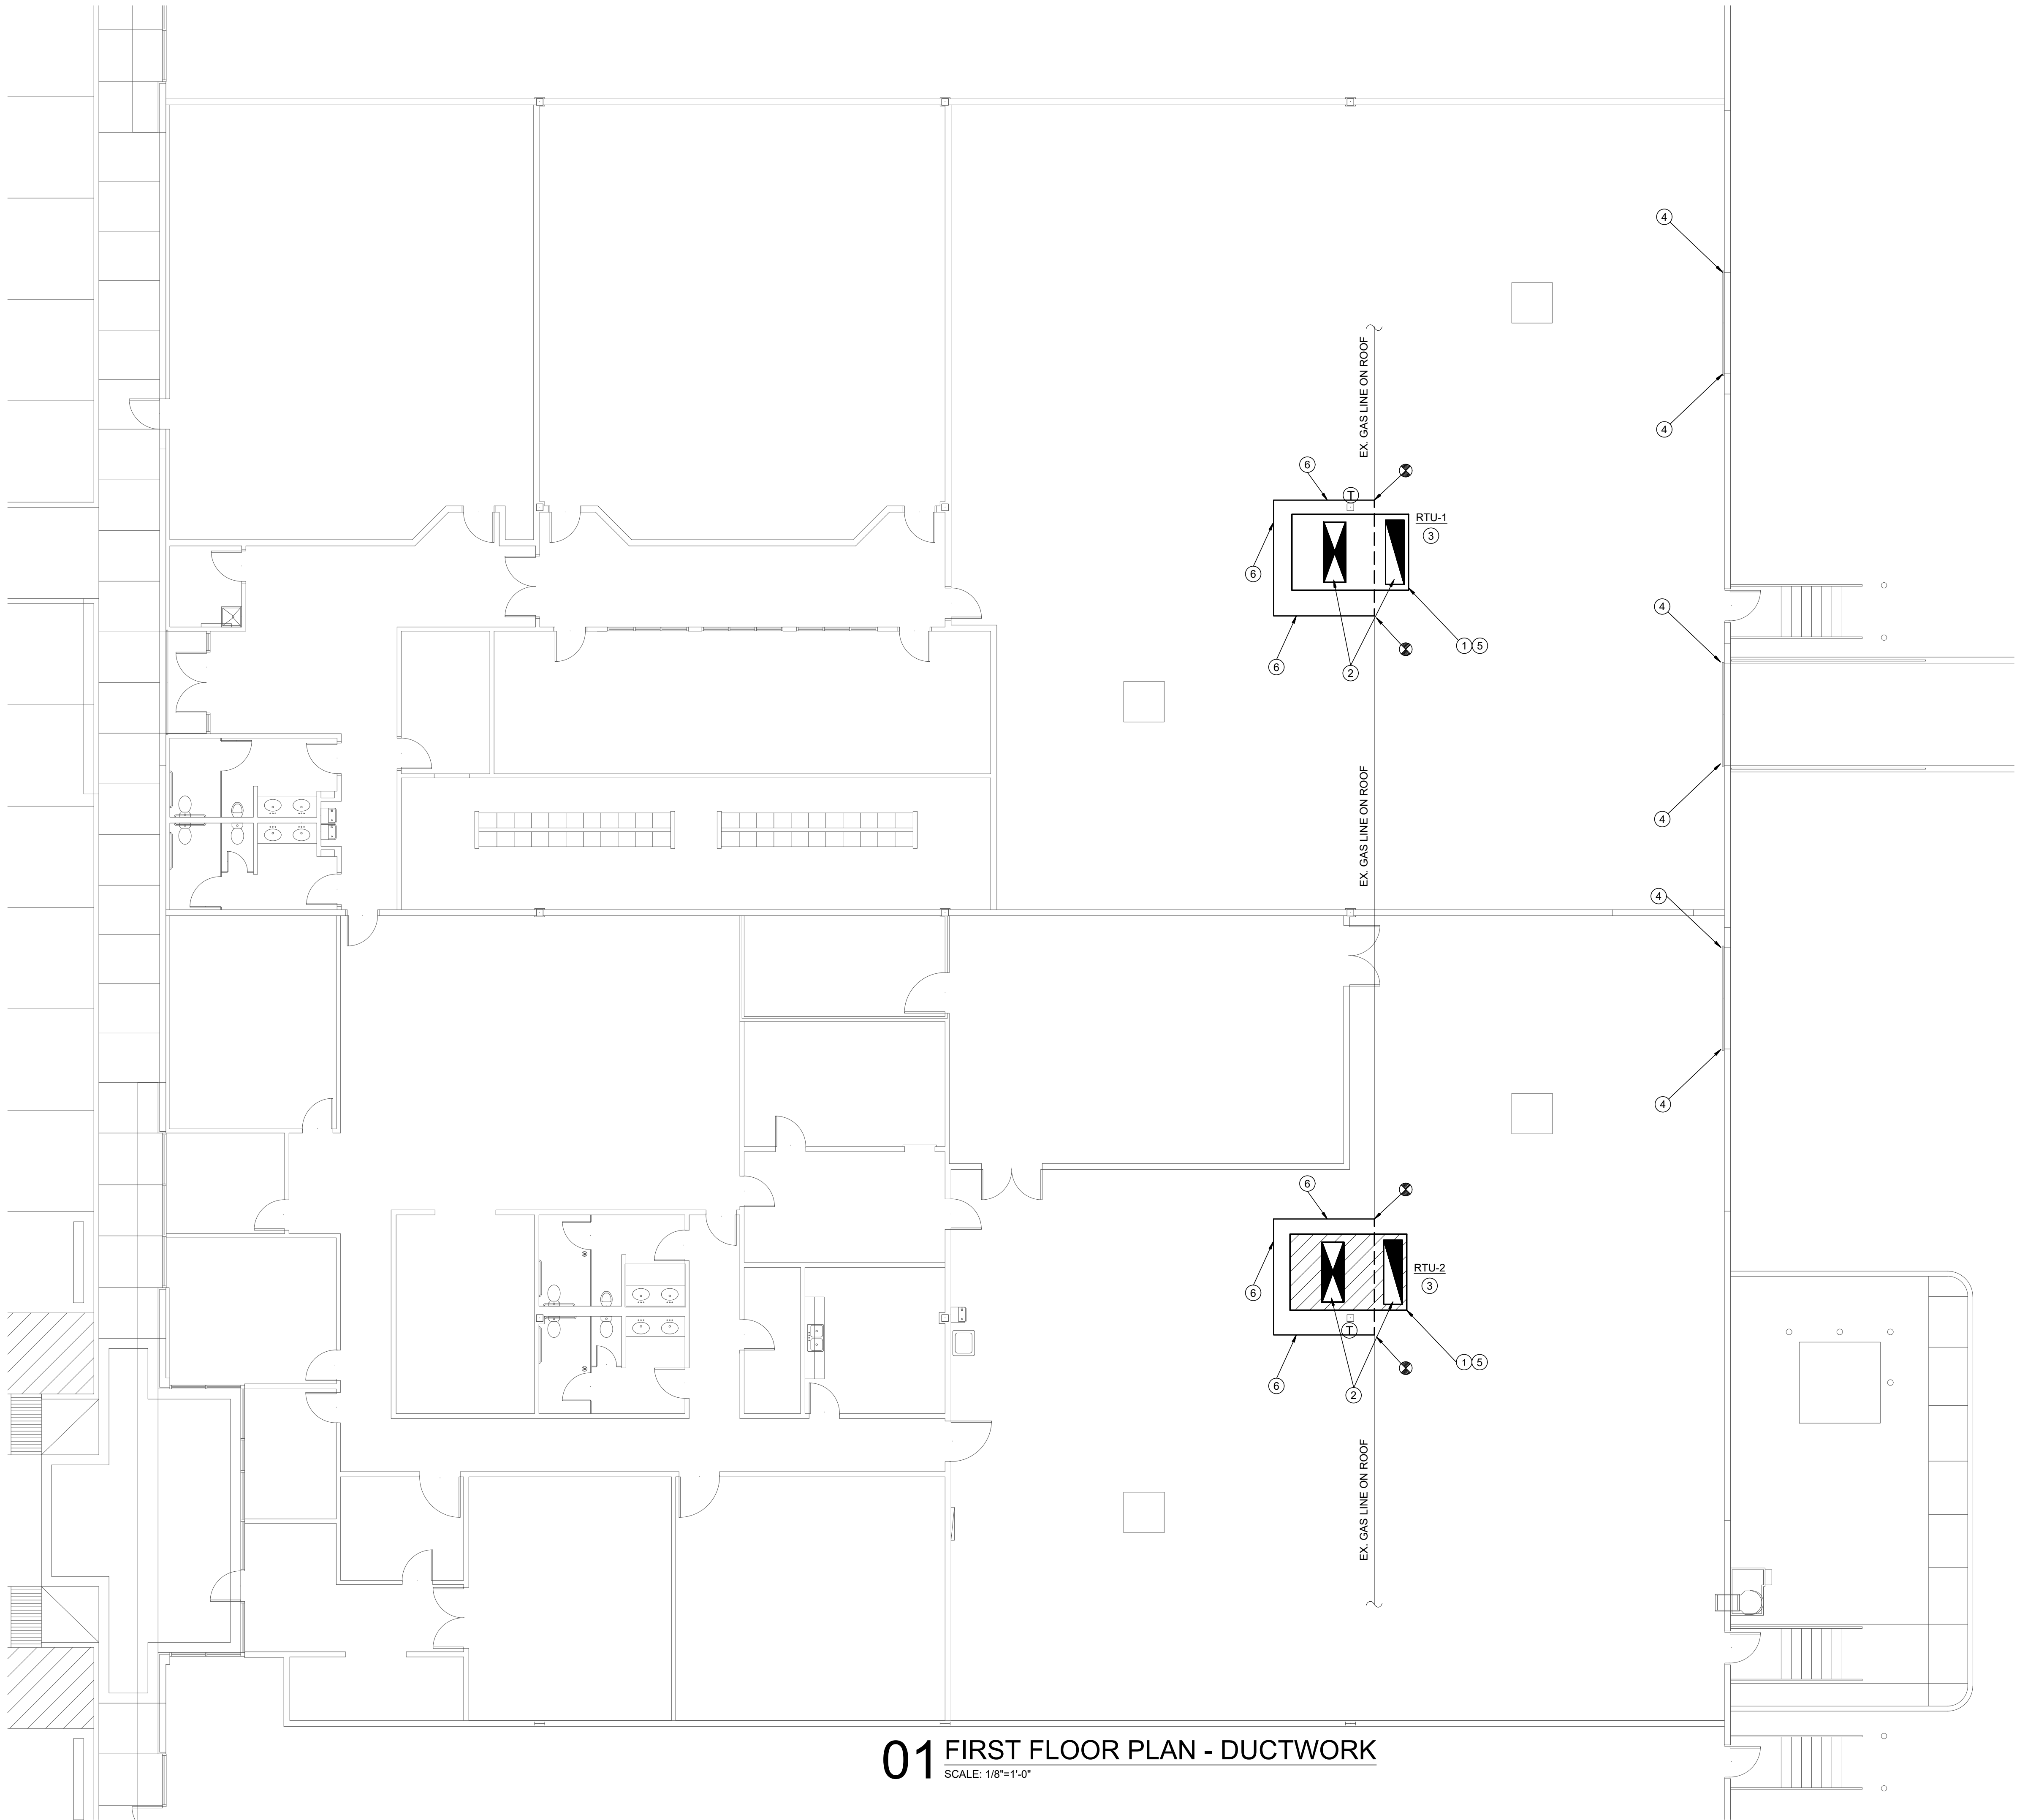 4
EX. GAS LINE ON ROOF
4
6
T
RTU-1
3
6
4
1 5
6
2
EX. GAS LINE ON ROOF
4
4
4
6
RTU-2
3
6
T
1 5
6
2
EX. GAS LINE ON ROOF
01 FIRST FLOOR PLAN - DUCTWORK
SCALE: 1/8"=1'-0"